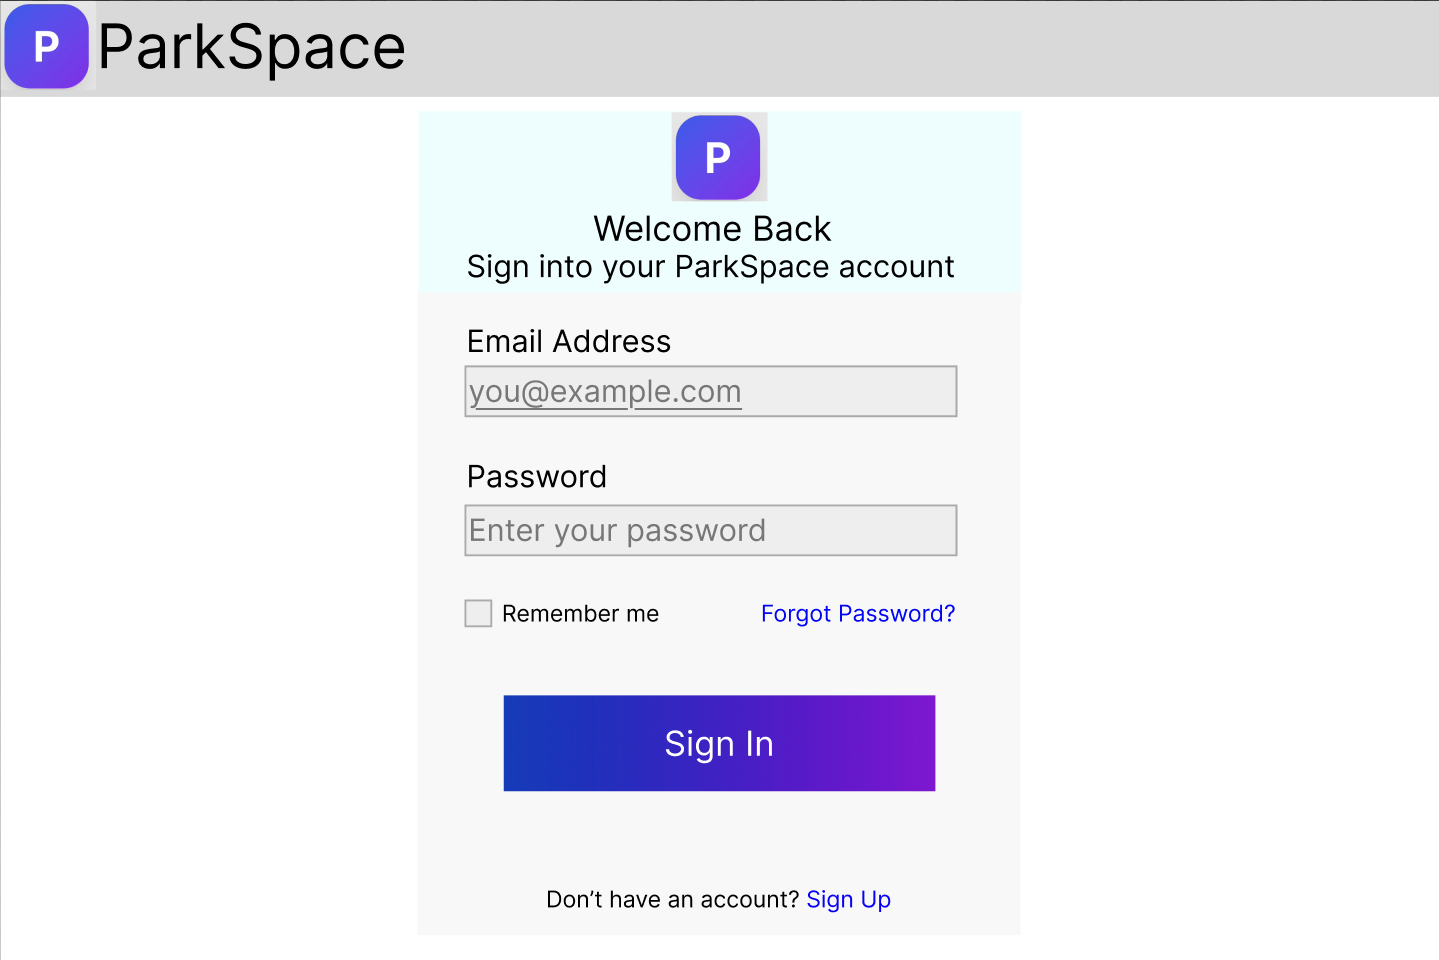 P ParkSpace
P
Welcome Back
Sign into your ParkSpace account
Email Address
you@example.com
Password
Enter your password
Remember me Forgot Password?
Sign In
Don’t have an account? Sign Up